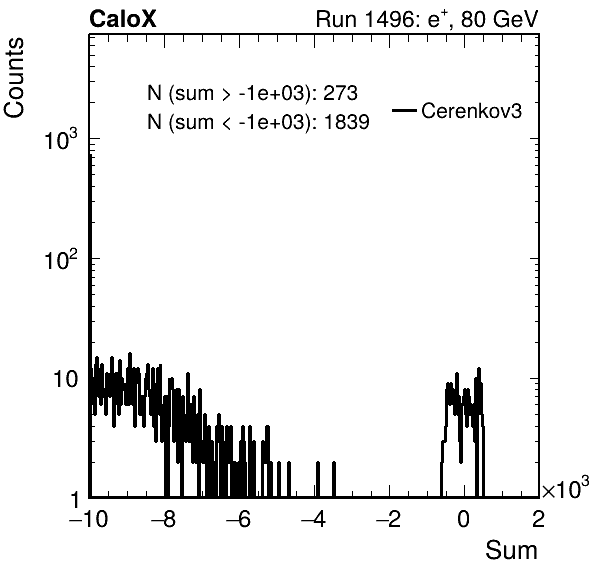 CaloX Run 1496: e⁺, 80 GeV
Counts
N (sum > -1e+03): 273
N (sum < -1e+03): 1839
Cerenkov3
10³
10²
10
1
−10 −8 −6 −4 −2 0 2
×10³
Sum